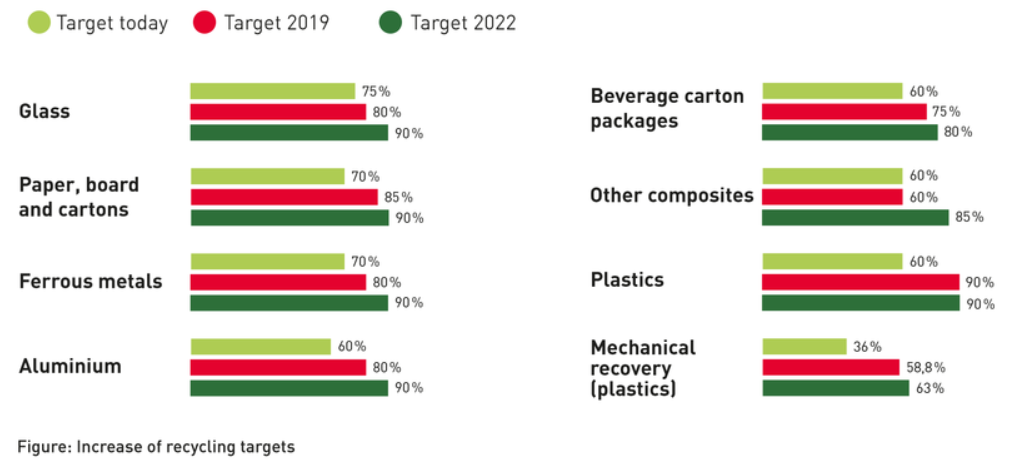 Target today
Target 2019
Target 2022
Glass
75%
80%
90%
Paper, board
and cartons
70%
85%
90%
Ferrous metals
70%
80%
90%
Aluminium
60%
80%
90%
Beverage carton
packages
60%
75%
80%
Other composites
60%
60%
85%
Plastics
60%
90%
90%
Mechanical
recovery
(plastics)
36%
58,8%
63%
Figure: Increase of recycling targets